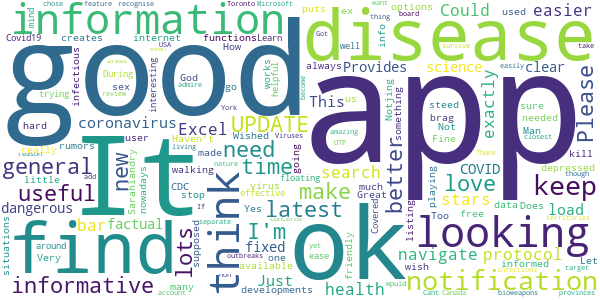 mind chose feature recognise Toronto Microsoft
information disease Could easier
Covid19 creates internet functions Learn puts ex used
infectious How info options board
good app
trying During sex interesting God go works helpful always well thing want
hard coronavirus This us Provides science clear
USA admire review York
It Excel UPDATE exactly Please
really rumors user Haven't made Wished Viruses Notjing something brag steed Not Fine sure needed Man closest
general new need better COVID
little living nowadays CDC time going search love depressed
useful lots virus effective floating make stars playing
dangerous bar factual think Yes stop available latest Great much Covered listing Too free data Does load
find I'm ok looking keep
situations around Very supposed fixed one navigate protocol
informative If separate Just health friendly yet ease wish informed Let
many notification
account add walking nature concerns developments outbreaks Cant Canada bioweapons provinces
Sarahlandry amazing OTP Got survive easily take become Thank though territories target mpuld infections